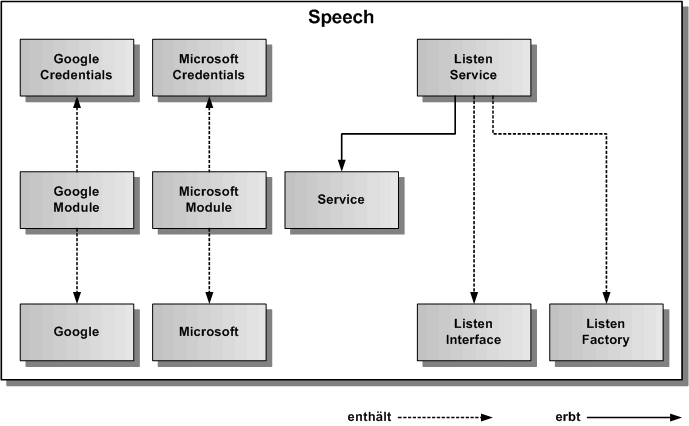 Speech
Google
Credentials
Microsoft
Credentials
Listen
Service
Google
Module
Microsoft
Module
Service
Google
Microsoft
Listen
Interface
Listen
Factory
enthält
erbt